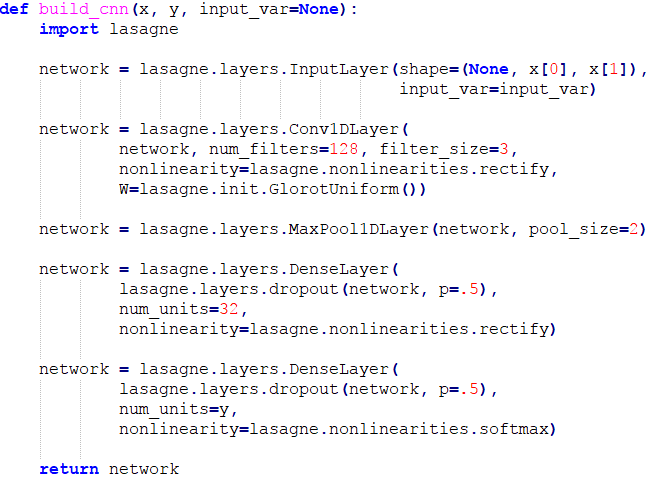 def build_cnn(x, y, input_var=None):
    import lasagne
    network = lasagne.layers.InputLayer(shape=(None, x[0], x[1]),
                                        input_var=input_var)
    network = lasagne.layers.Conv1DLayer(
            network, num_filters=128, filter_size=3,
            nonlinearity=lasagne.nonlinearities.rectify,
            W=lasagne.init.GlorotUniform())
    network = lasagne.layers.MaxPool1DLayer(network, pool_size=2)
    network = lasagne.layers.DenseLayer(
            lasagne.layers.dropout(network, p=.5),
            num_units=32,
            nonlinearity=lasagne.nonlinearities.rectify)
    network = lasagne.layers.DenseLayer(
            lasagne.layers.dropout(network, p=.5),
            num_units=y,
            nonlinearity=lasagne.nonlinearities.softmax)
    return network